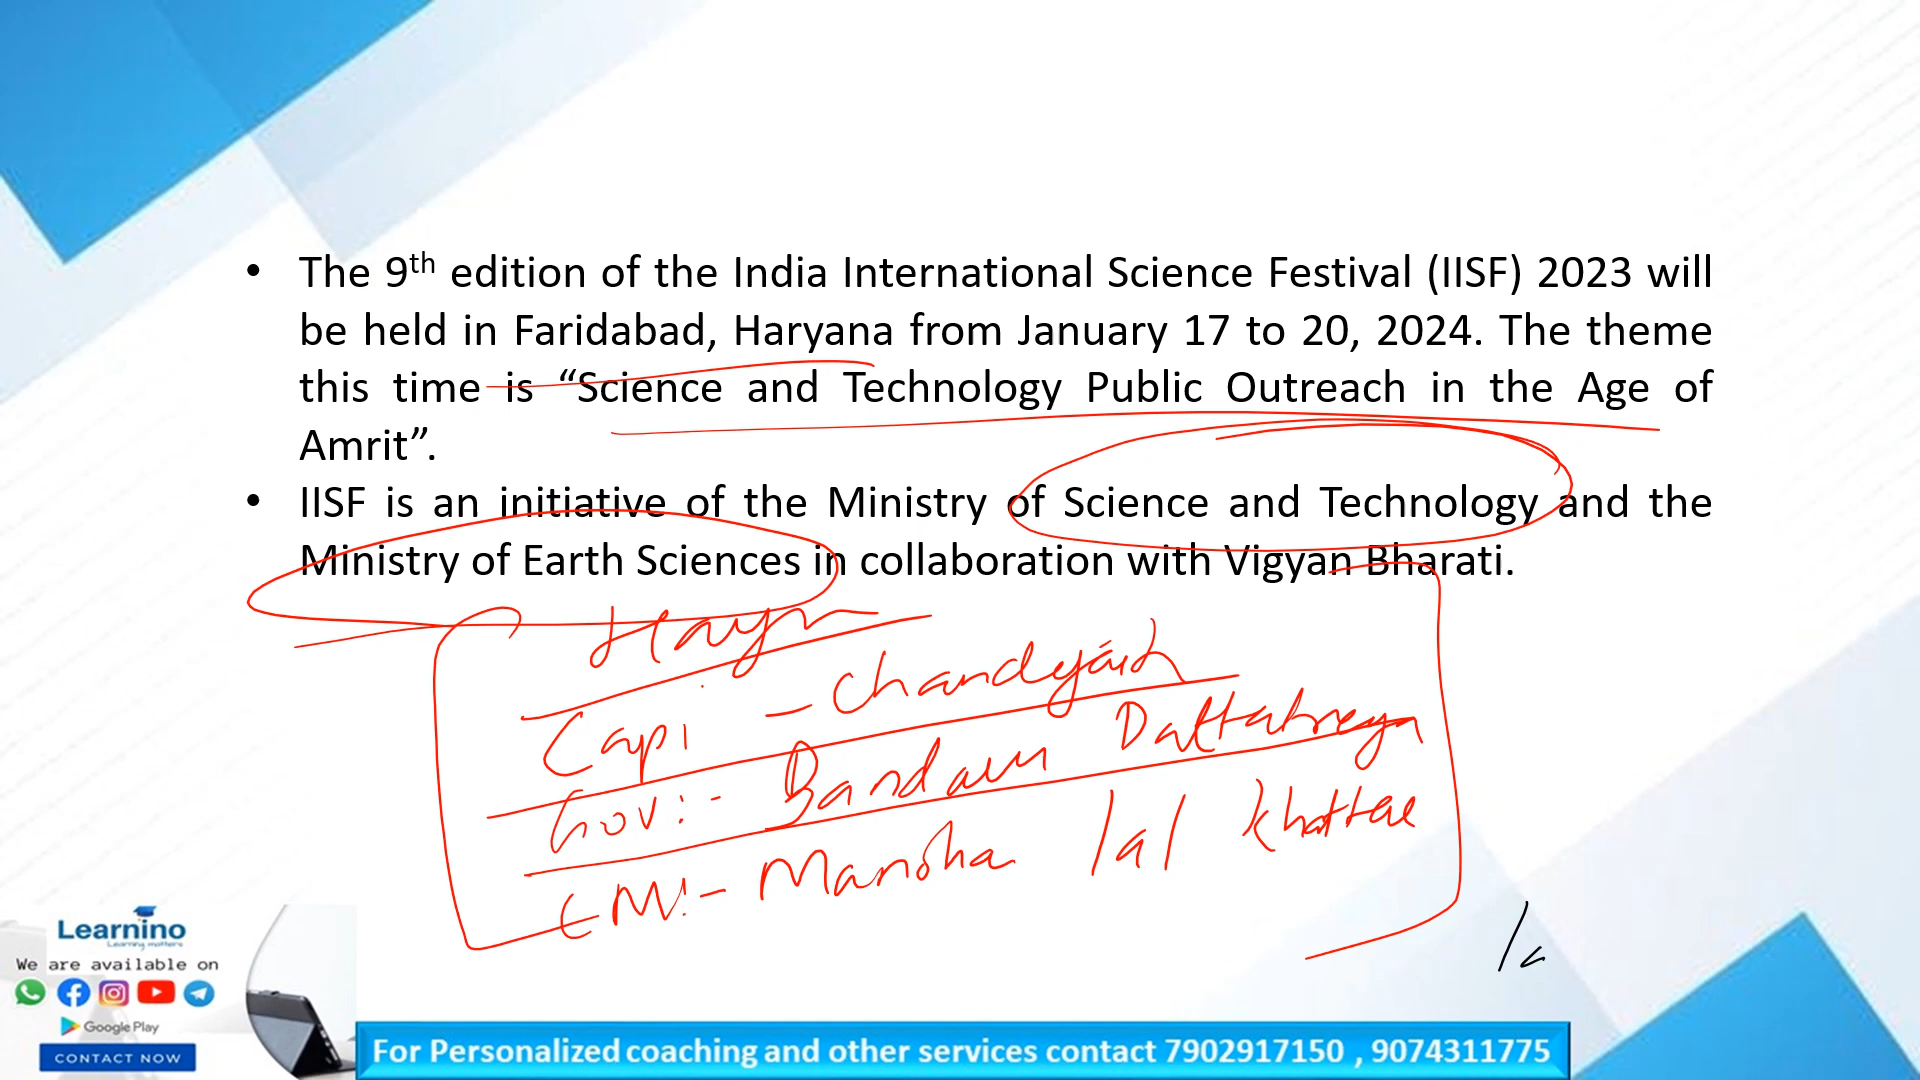 • The 9th edition of the India International Science Festival (IISF) 2023 will
be held in Faridabad, Haryana from January 17 to 20, 2024. The theme
this time is “Science and Technology Public Outreach in the Age of
Amrit”.
• IISF is an initiative of the Ministry of Science and Technology and the
Ministry of Earth Sciences in collaboration with Vigyan Bharati.
Capi -
Gov:- Bandaru Dattatreya
CM:- Manoha lal Khattar
Learnino
Learning matters
We are available on
Google Play
CONTACT NOW
For Personalized coaching and other services contact 7902917150 , 9074311775